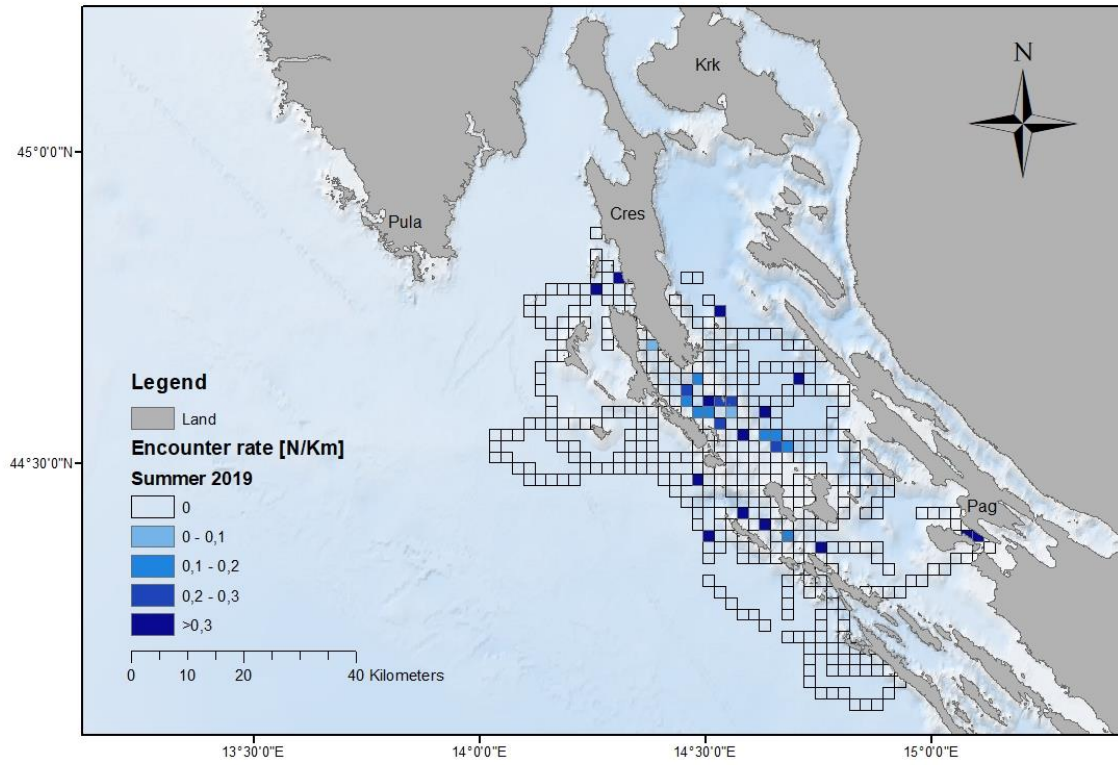 Krk
N
45°0'0"N
Cres
Pula
Legend
Land
Encounter rate [N/Km]
Summer 2019
0
0 - 0,1
0,1 - 0,2
0,2 - 0,3
>0,3
44°30'0"N
Pag
0 10 20 40 Kilometers
13°30'0"E 14°0'0"E 14°30'0"E 15°0'0"E